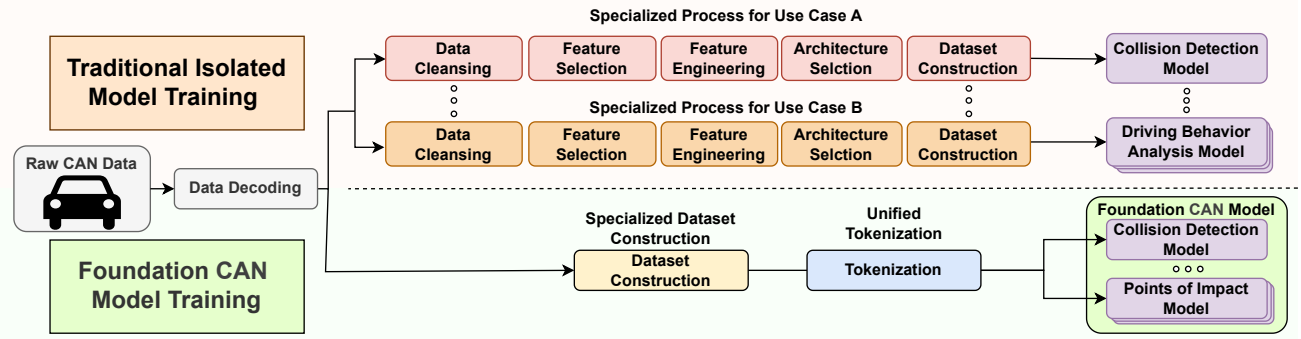 Specialized Process for Use Case A
Traditional Isolated
Model Training
Data
Cleansing
Feature
Selection
Feature
Engineering
Architecture
Selction
Dataset
Construction
Collision Detection
Model
Specialized Process for Use Case B
Data
Cleansing
Feature
Selection
Feature
Engineering
Architecture
Selction
Dataset
Construction
Driving Behavior
Analysis Model
Raw CAN Data
Data Decoding
Foundation CAN
Model Training
Specialized Dataset
Construction
Dataset
Construction
Unified
Tokenization
Tokenization
Foundation CAN Model
Collision Detection
Model
Points of Impact
Model